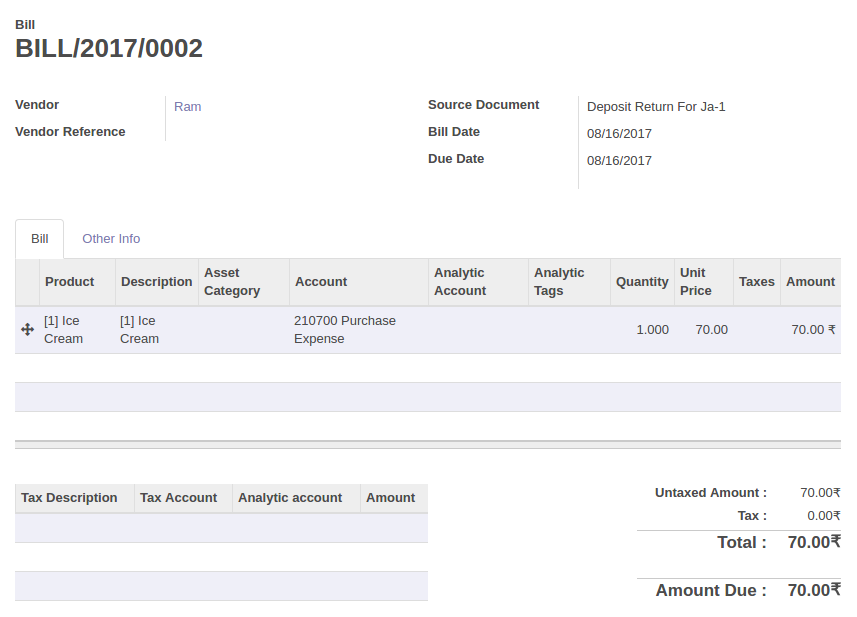 Bill
BILL/2017/0002
Vendor Ram
Vendor Reference
Source Document Deposit Return For Ja-1
Bill Date 08/16/2017
Due Date 08/16/2017
Bill Other Info
Product Description Asset Category Account Analytic Account Analytic Tags Quantity Unit Price Taxes Amount
[1] Ice Cream [1] Ice Cream 210700 Purchase Expense 1.000 70.00 70.00 ₹
Tax Description Tax Account Analytic account Amount
Untaxed Amount : 70.00₹
Tax : 0.00₹
Total : 70.00₹
Amount Due : 70.00₹